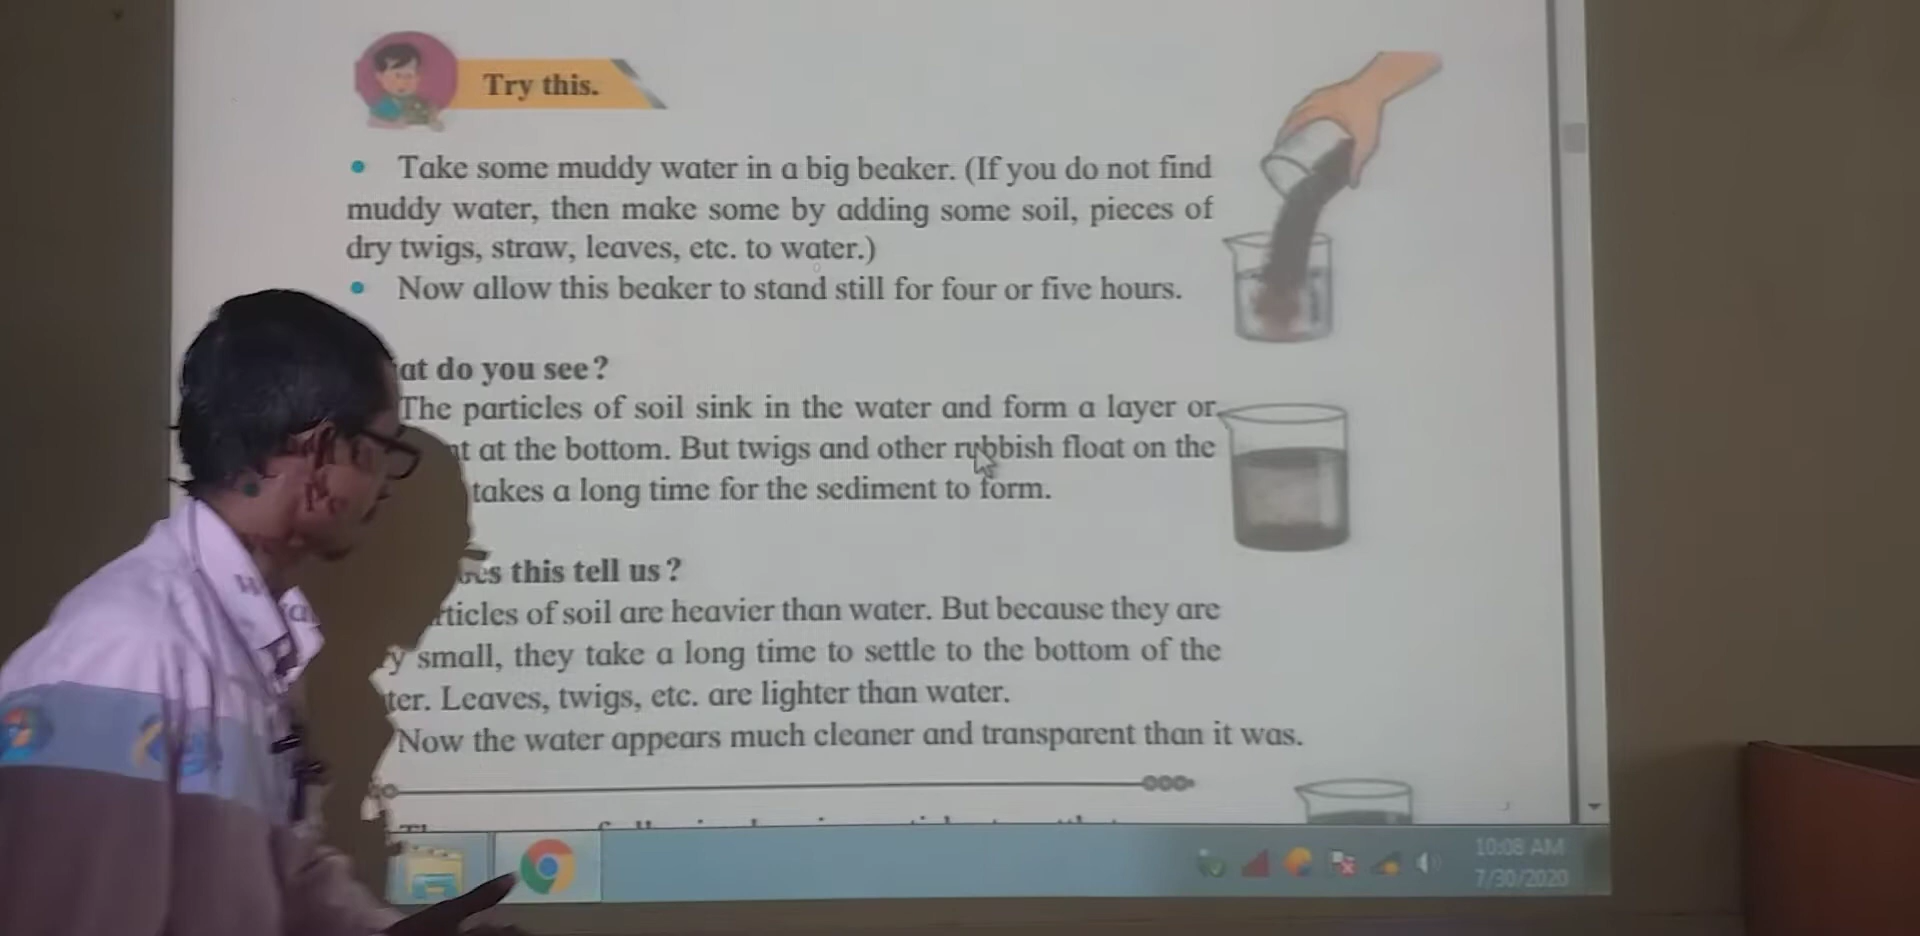 Try this.
• Take some muddy water in a big beaker. (If you do not find
muddy water, then make some by adding some soil, pieces of
dry twigs, straw, leaves, etc. to water.)
• Now allow this beaker to stand still for four or five hours.
at do you see?
The particles of soil sink in the water and form a layer or
at the bottom. But twigs and other rubbish float on the
takes a long time for the sediment to form.
this tell us?
ticles of soil are heavier than water. But because they are
y small, they take a long time to settle to the bottom of the
ter. Leaves, twigs, etc. are lighter than water.
Now the water appears much cleaner and transparent than it was.
10:08 AM
7/30/2020